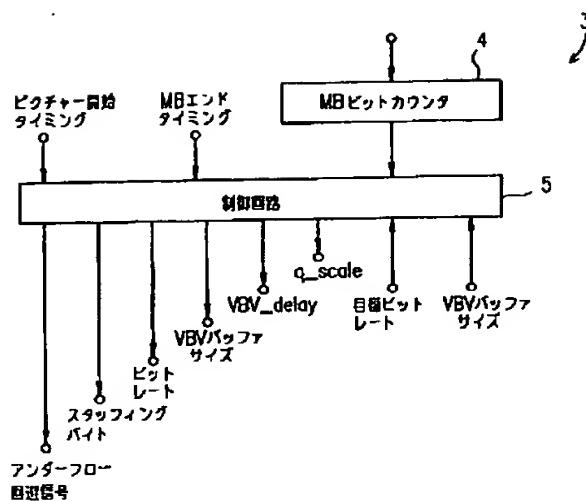 3
4
MBビットカウンタ
ピクチャー開始
タイミング
MBエンド
タイミング
制御回路
5
q_scale
VBV_delay
目標ビット
レート
VBVバッファ
サイズ
VBVバッファ
サイズ
ビット
レート
スタッフィング
バイト
アンダーフロー
回避信号